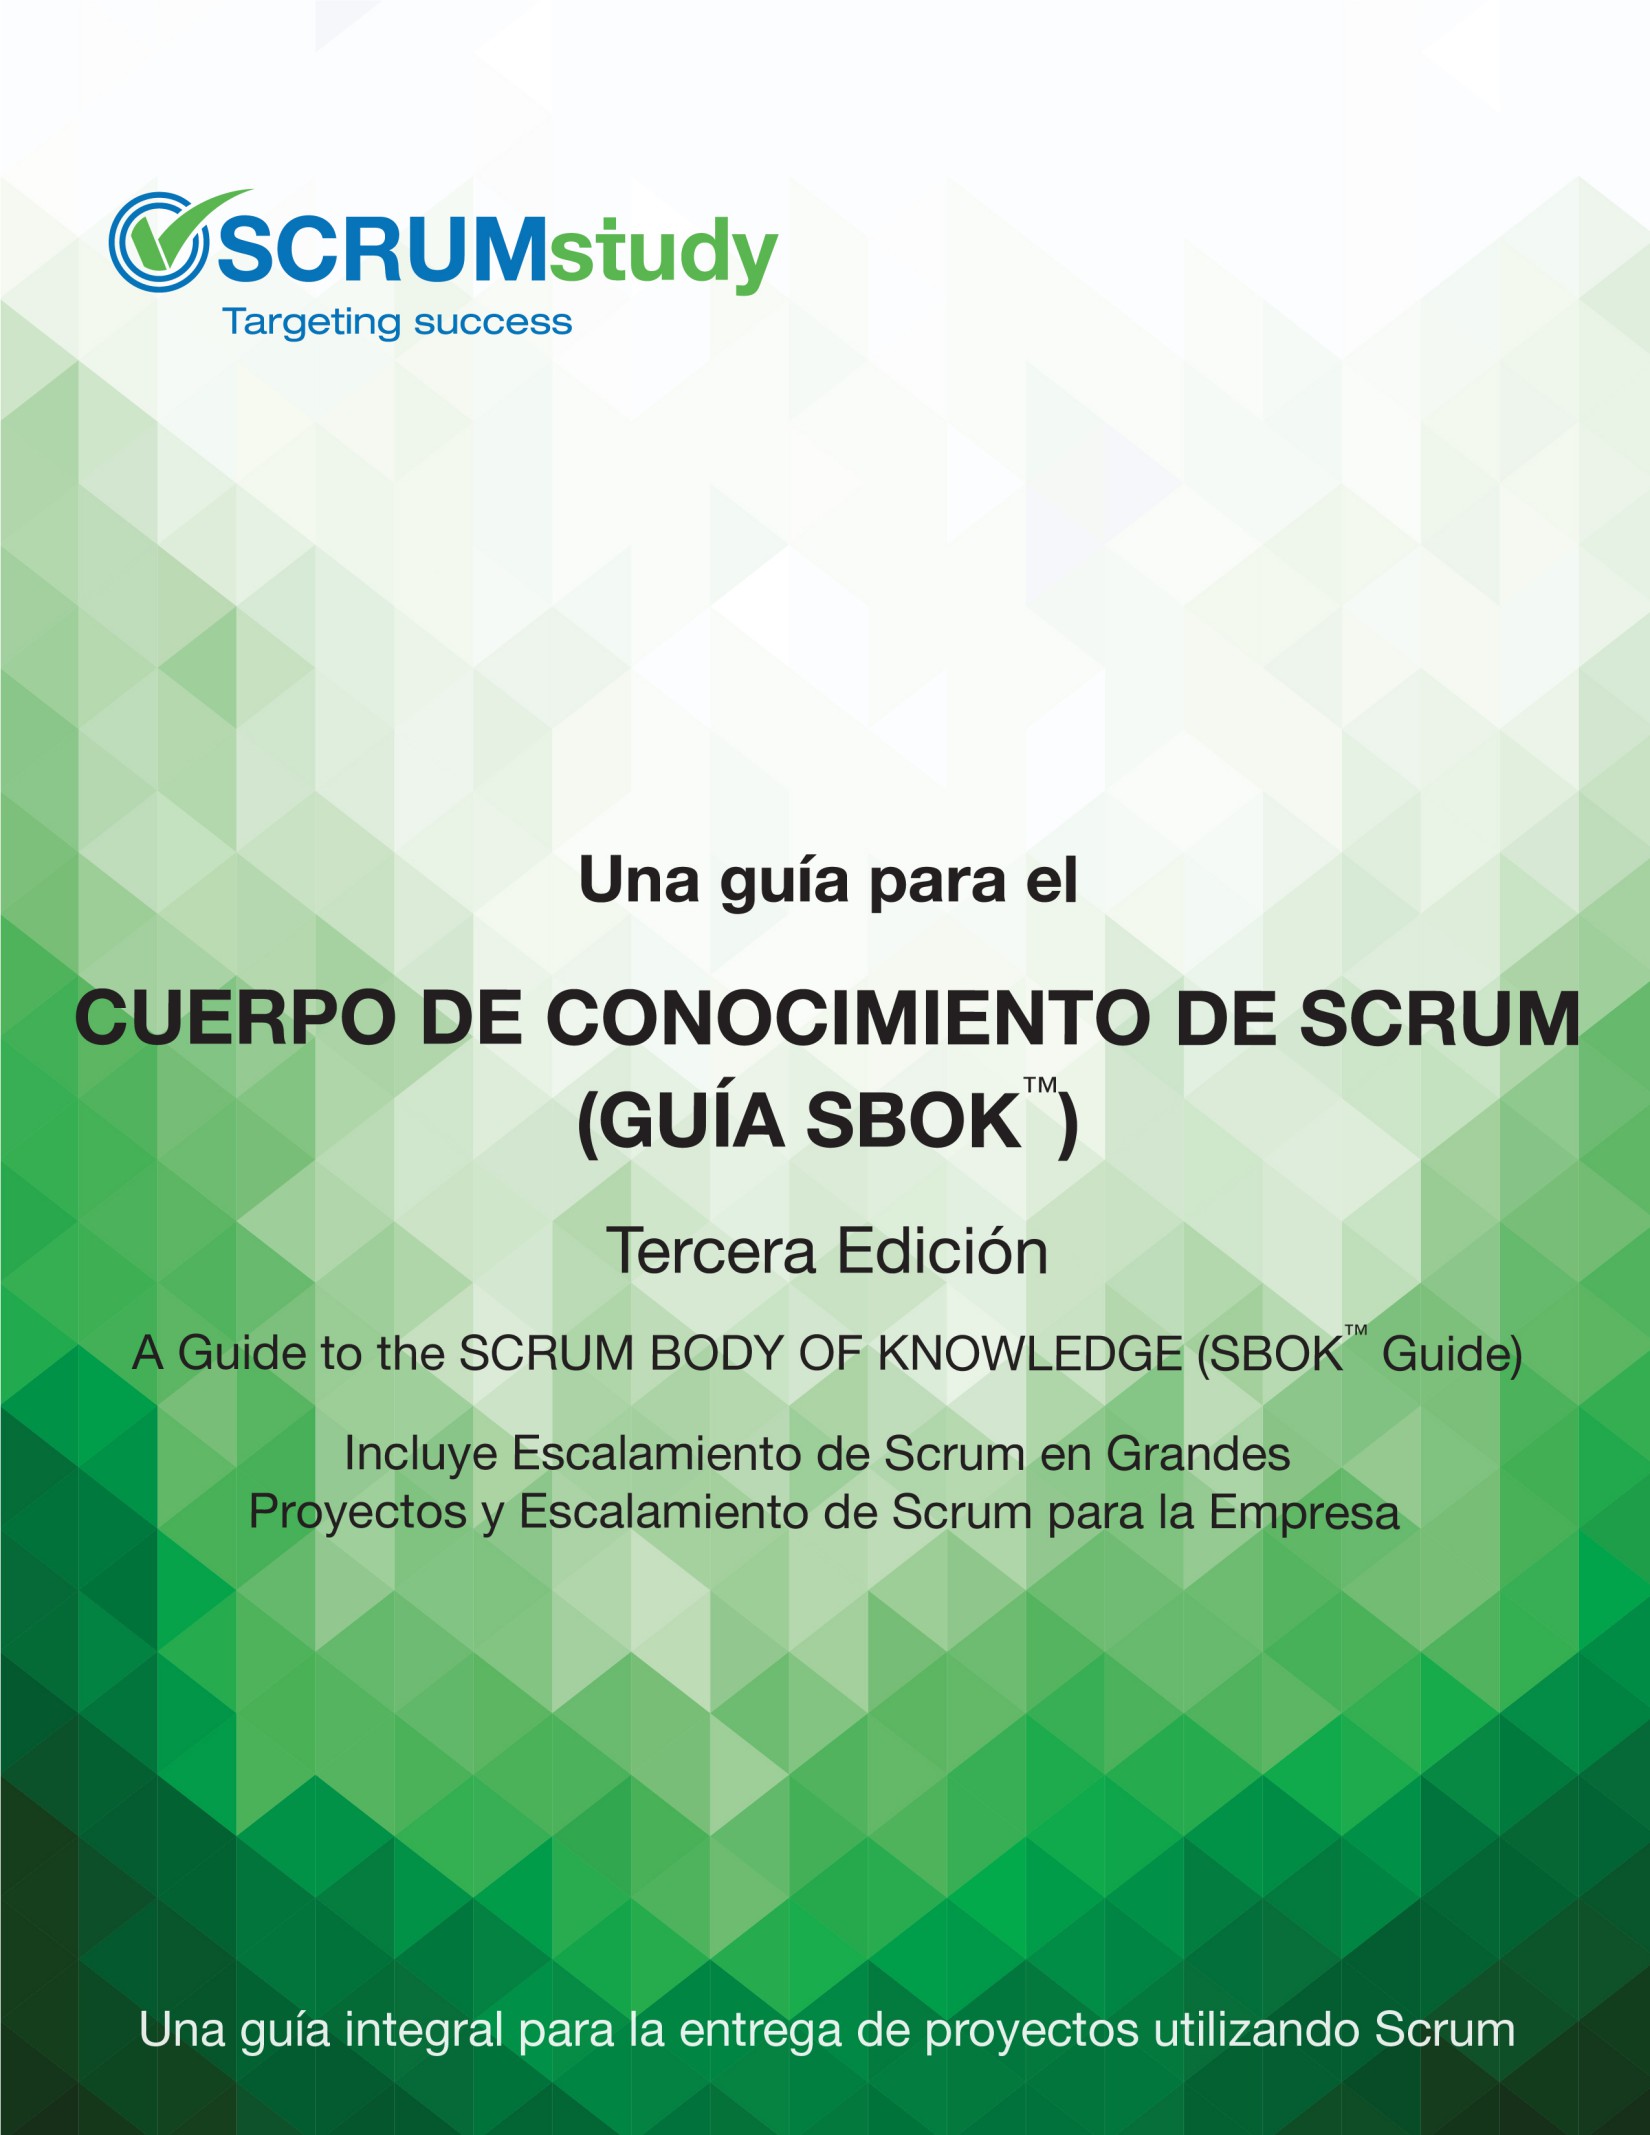 SCRUMstudy
Targeting success
Una guía para el
CUERPO DE CONOCIMIENTO DE SCRUM
(GUÍA SBOK™)
Tercera Edición
A Guide to the SCRUM BODY OF KNOWLEDGE (SBOK™ Guide)
Incluye Escalamiento de Scrum en Grandes
Proyectos y Escalamiento de Scrum para la Empresa
Una guía integral para la entrega de proyectos utilizando Scrum